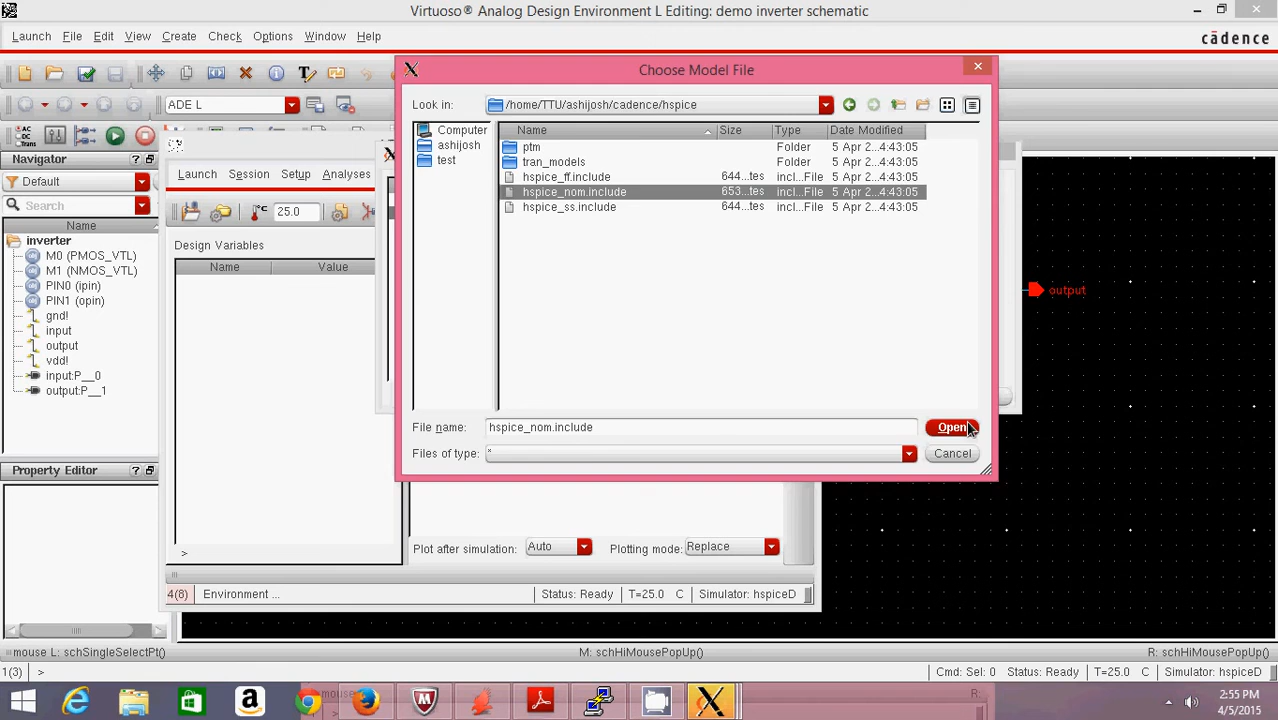 Virtuoso® Analog Design Environment L Editing: demo inverter schematic
Launch File Edit View Create Check Options Window Help
cādence
ADE L
Navigator
Default
Search
Name
inverter
M0 (PMOS_VTL)
M1 (NMOS_VTL)
PIN0 (ipin)
PIN1 (opin)
gnd!
input
output
vdd!
input:P__0
output:P__1
Property Editor
Launch Session Setup Analyses
25.0
Design Variables
Name Value
>
Choose Model File
Look in: /home/TTU/ashijosh/cadence/hspice
Computer
ashijosh
test
Name Size Type Date Modified
ptm Folder 5 Apr 2...4:43:05
tran_models Folder 5 Apr 2...4:43:05
hspice_ff.include 644...tes incl...File 5 Apr 2...4:43:05
hspice_nom.include 653...tes incl...File 5 Apr 2...4:43:05
hspice_ss.include 644...tes incl...File 5 Apr 2...4:43:05
File name: hspice_nom.include Open
Files of type: * Cancel
output
Plot after simulation: Auto Plotting mode: Replace
4(8) Environment ... Status: Ready T=25.0 C Simulator: hspiceD
mouse L: schSingleSelectPt() M: schHiMousePopUp() R: schHiMousePopUp()
1(3) > Cmd: Sel: 0 Status: Ready T=25.0 C Simulator: hspiceD
2:55 PM
4/5/2015